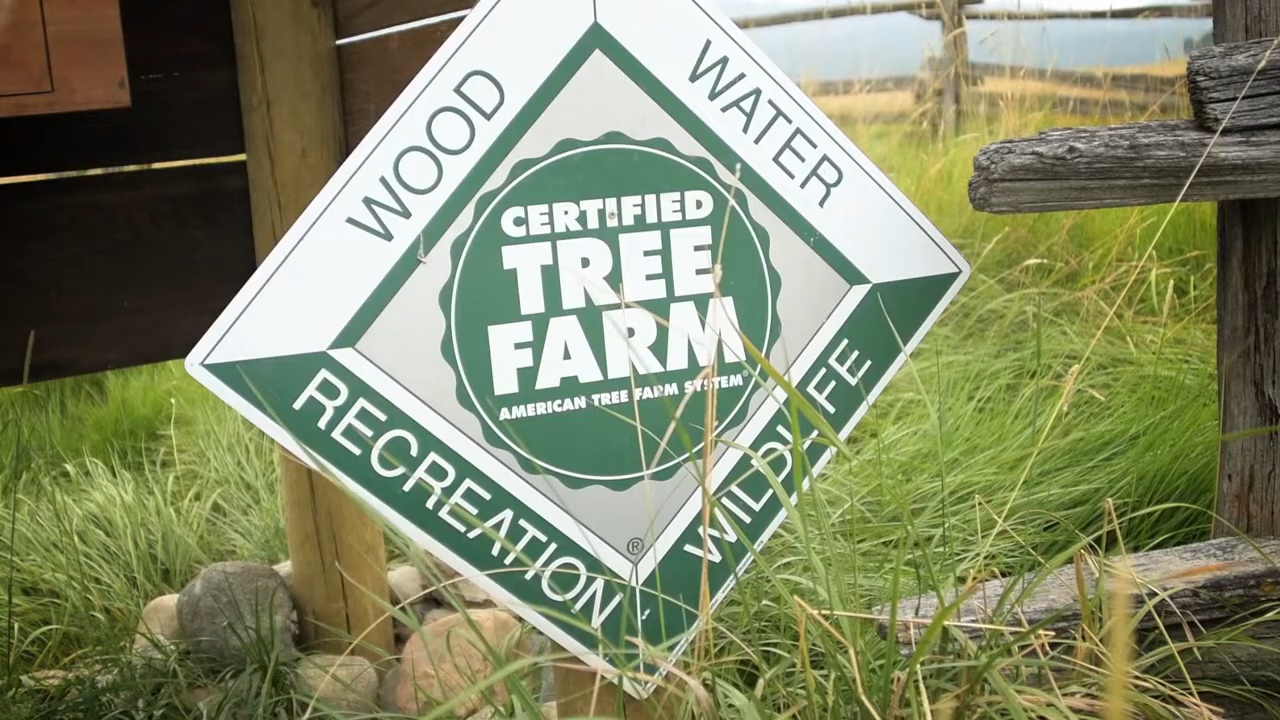 WOOD
WATER
CERTIFIED
TREE
FARM
AMERICAN TREE FARM SYSTEM®
RECREATION
WILDLIFE
®